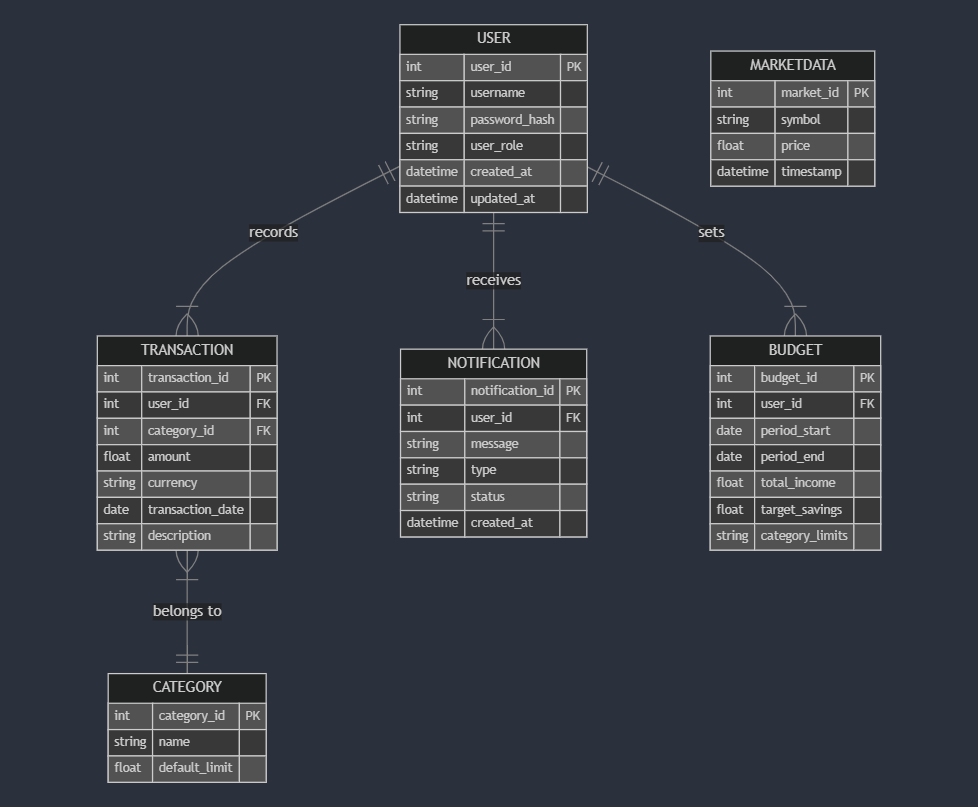 USER
int user_id PK
string username
string password_hash
string user_role
datetime created_at
datetime updated_at
MARKETDATA
int market_id PK
string symbol
float price
datetime timestamp
records
receives
sets
TRANSACTION
int transaction_id PK
int user_id FK
int category_id FK
float amount
string currency
date transaction_date
string description
NOTIFICATION
int notification_id PK
int user_id FK
string message
string type
string status
datetime created_at
BUDGET
int budget_id PK
int user_id FK
date period_start
date period_end
float total_income
float target_savings
string category_limits
belongs to
CATEGORY
int category_id PK
string name
float default_limit